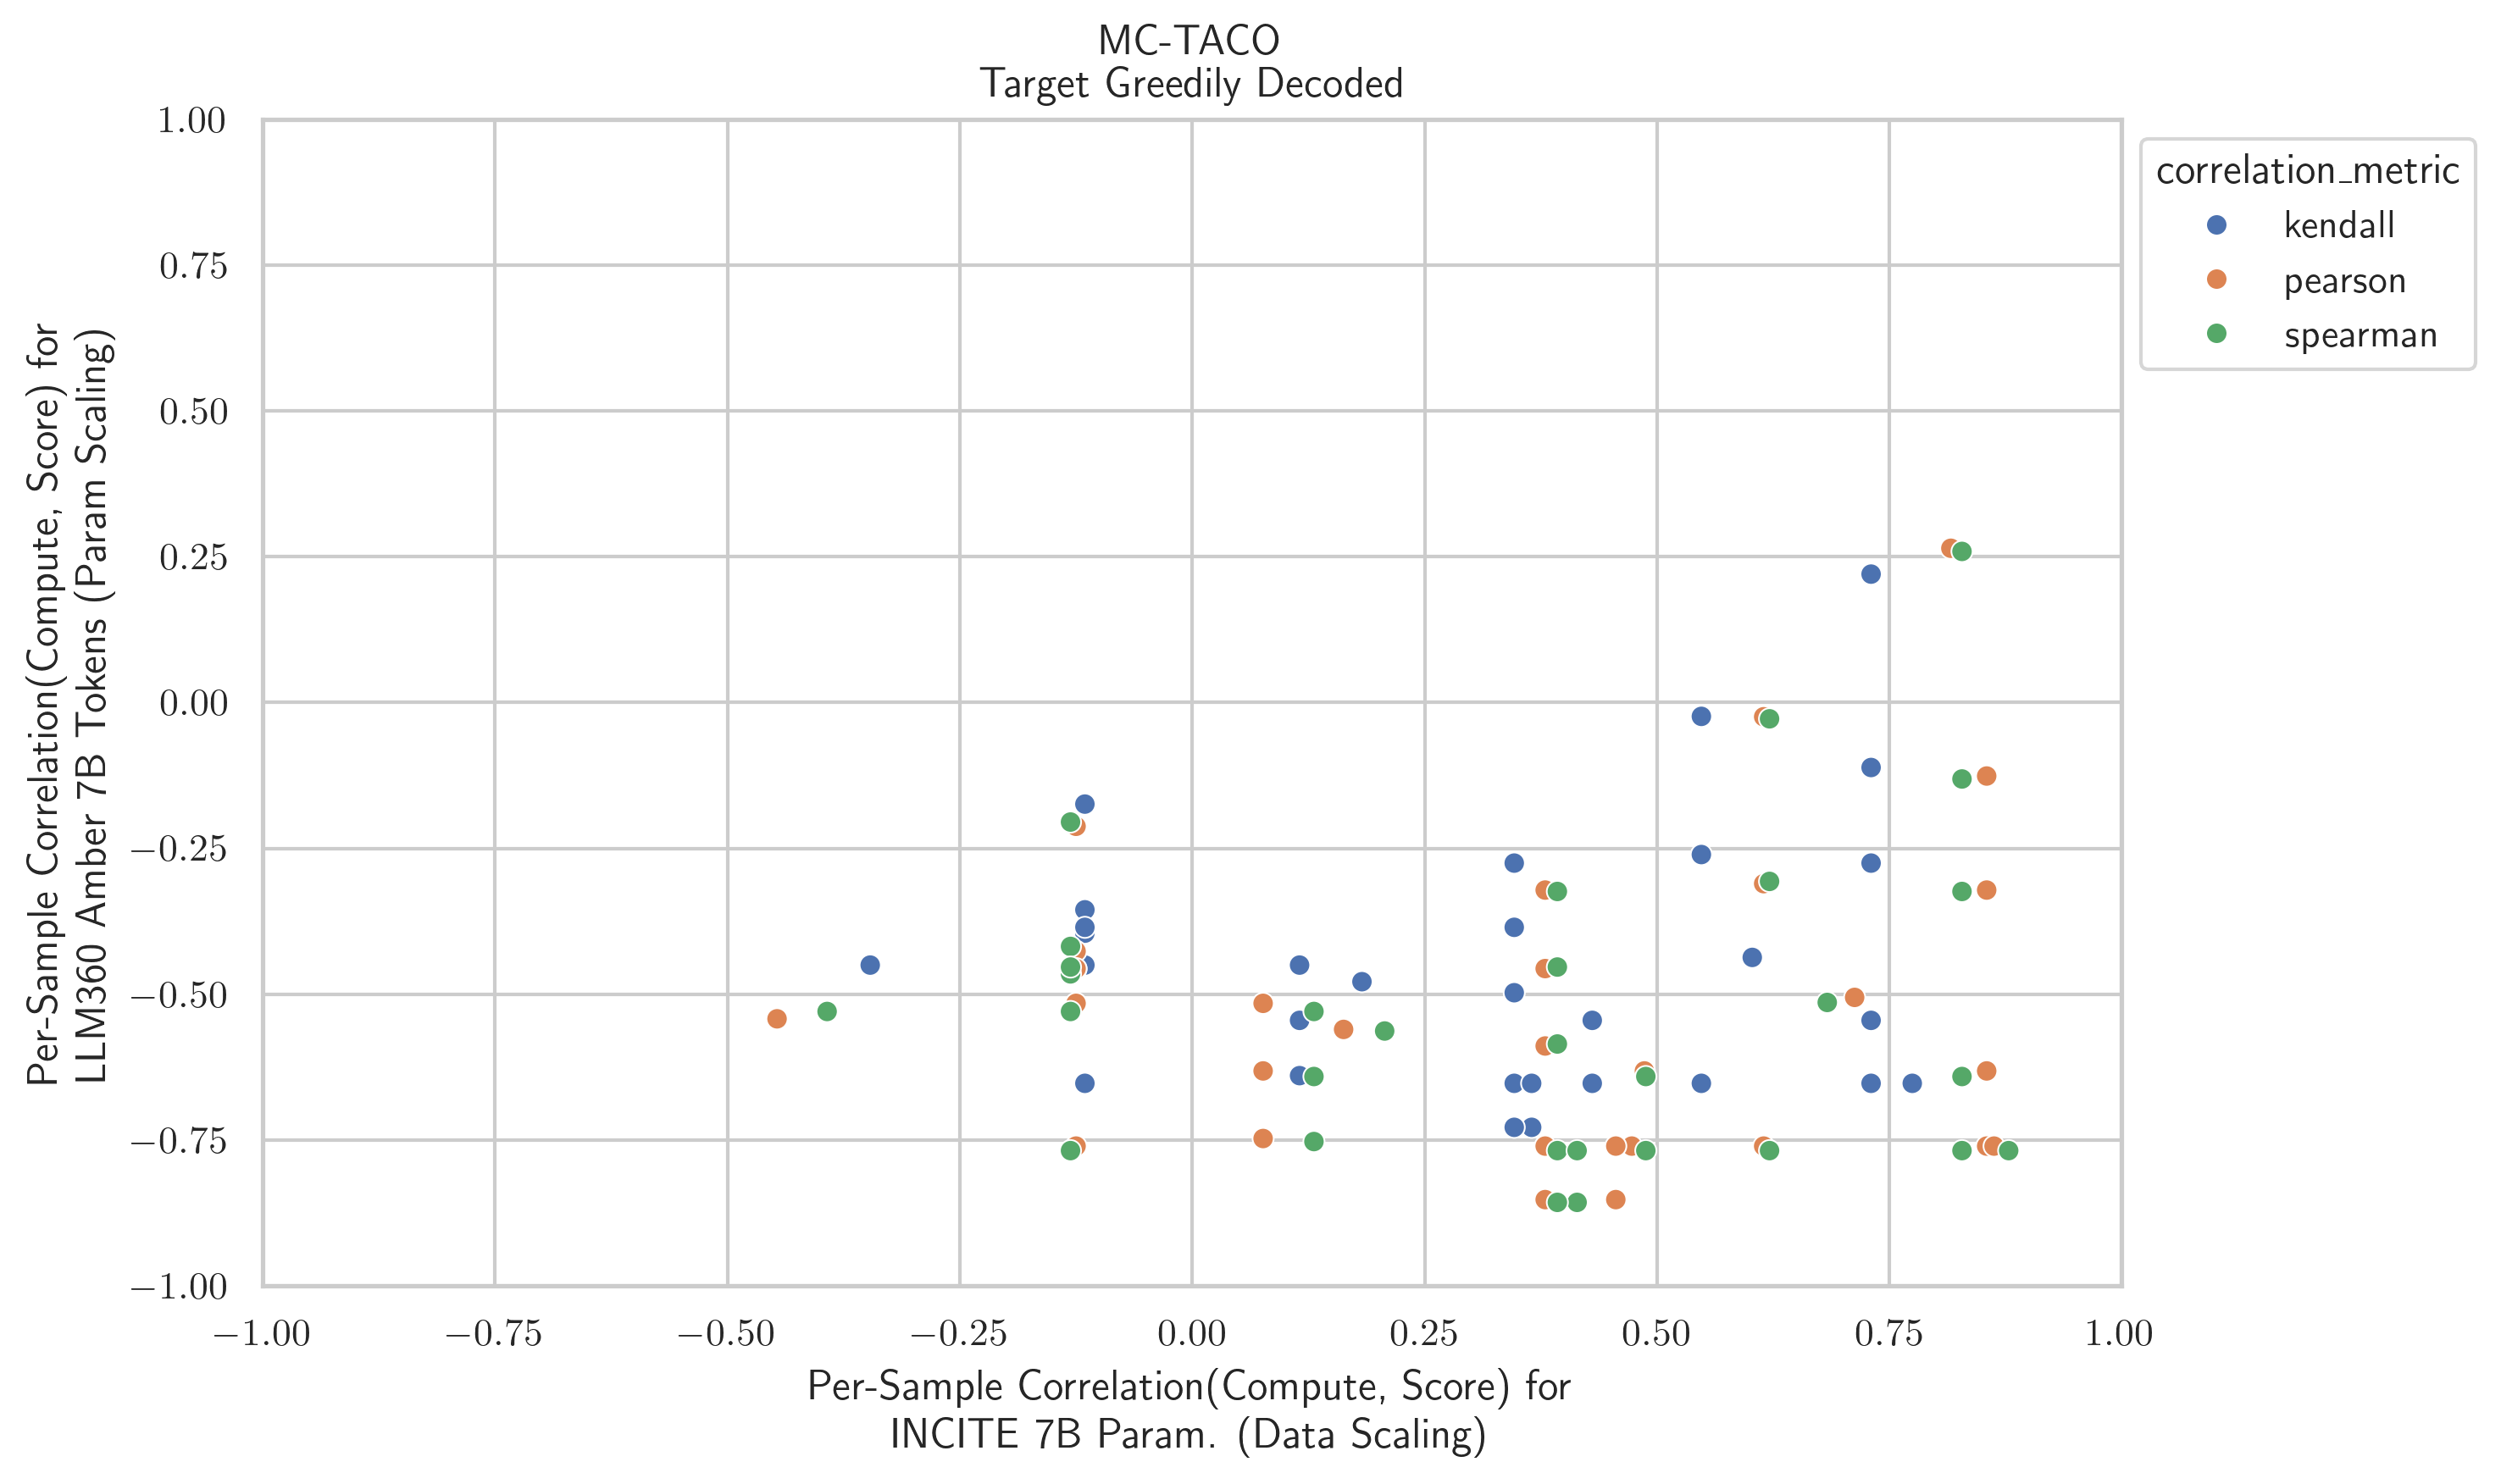 MC-TACO
Target Greedily Decoded
1.00
0.75
0.50
0.25
0.00
−0.25
−0.50
−0.75
−1.00
Per-Sample Correlation(Compute, Score) for
LLM360 Amber 7B Tokens (Param Scaling)
−1.00
−0.75
−0.50
−0.25
0.00
0.25
0.50
0.75
1.00
Per-Sample Correlation(Compute, Score) for
INCITE 7B Param. (Data Scaling)
correlation_metric
kendall
pearson
spearman